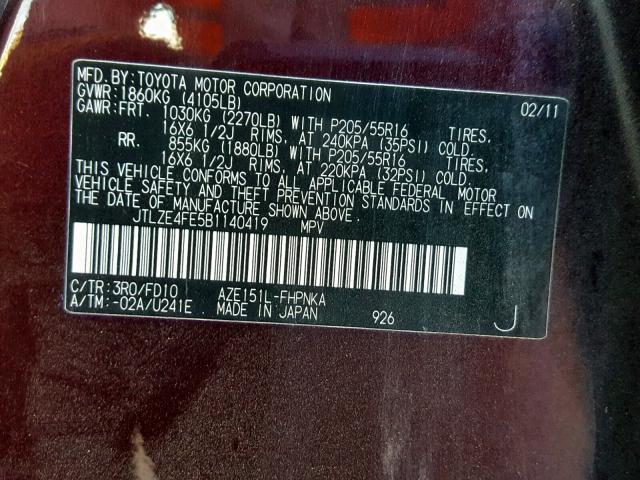 MFD. BY: TOYOTA MOTOR CORPORATION 02/11
GVWR: 1860KG (4105LB)
GAWR: FRT. 1030KG (2270LB) WITH P205/55R16 TIRES,
16X6 1/2J RIMS, AT 240KPA (35PSI) COLD.
RR. 855KG (1880LB) WITH P205/55R16 TIRES,
16X6 1/2J RIMS, AT 220KPA (32PSI) COLD.
THIS VEHICLE CONFORMS TO ALL APPLICABLE FEDERAL MOTOR
VEHICLE SAFETY AND THEFT PREVENTION STANDARDS IN EFFECT ON
THE DATE OF MANUFACTURE SHOWN ABOVE.
JTLZE4FE5B1140419 MPV
C/TR: 3R0/FD10 AZE151L-FHPNKA
A/TM: -02A/U241E MADE IN JAPAN 926 J